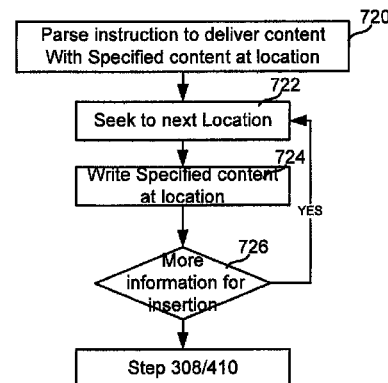 720
Parse instruction to deliver content
With Specified content at location
722
Seek to next Location
724
Write Specified content
at location
YES
726
More
information for
insertion
Step 308/410